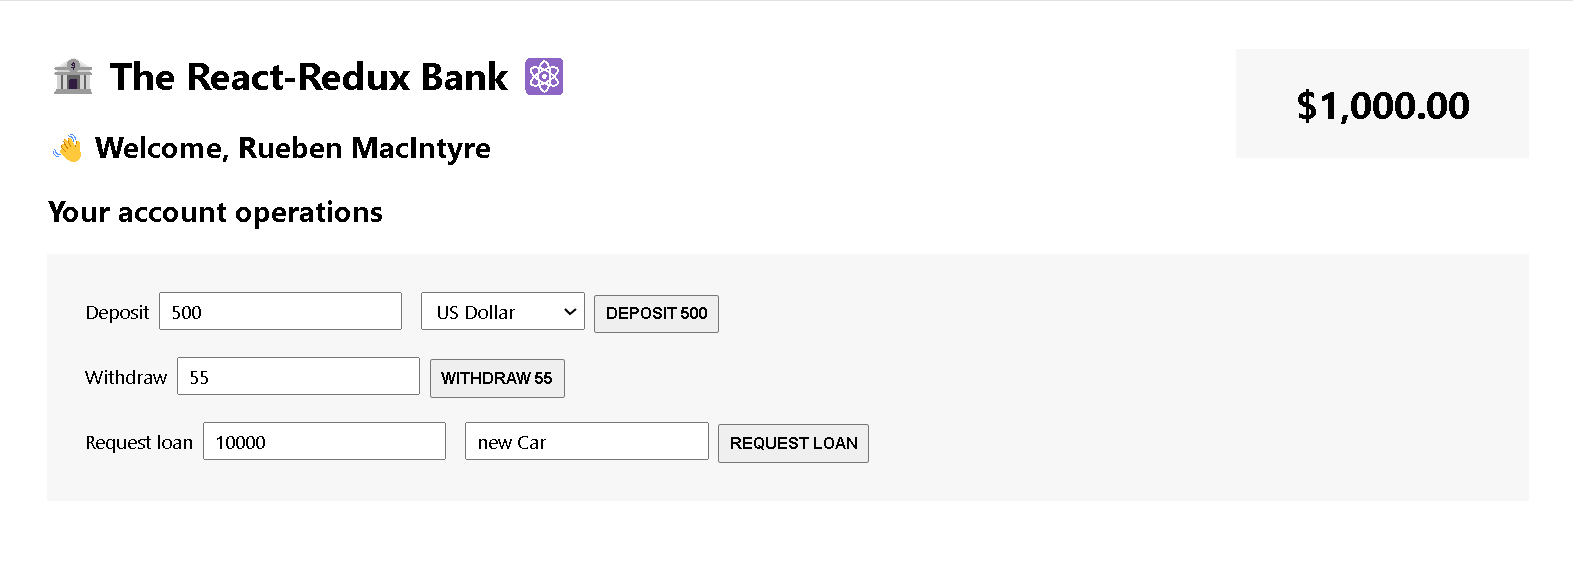 The React-Redux Bank
$1,000.00
Welcome, Rueben MacIntyre
Your account operations
Deposit 500 US Dollar DEPOSIT 500
Withdraw 55 WITHDRAW 55
Request loan 10000 new Car REQUEST LOAN